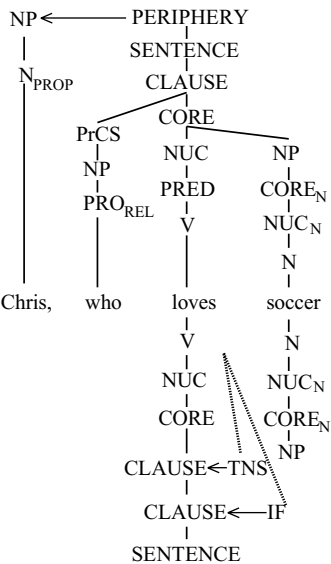 NP PERIPHERY
SENTENCE
N_PROP CLAUSE
CORE
PrCS
NUC NP
NP
PRED CORE_N
PRO_REL
V NUC_N
N
Chris, who loves soccer
V N
NUC NUC_N
CORE CORE_N
NP
CLAUSE TNS
CLAUSE IF
SENTENCE